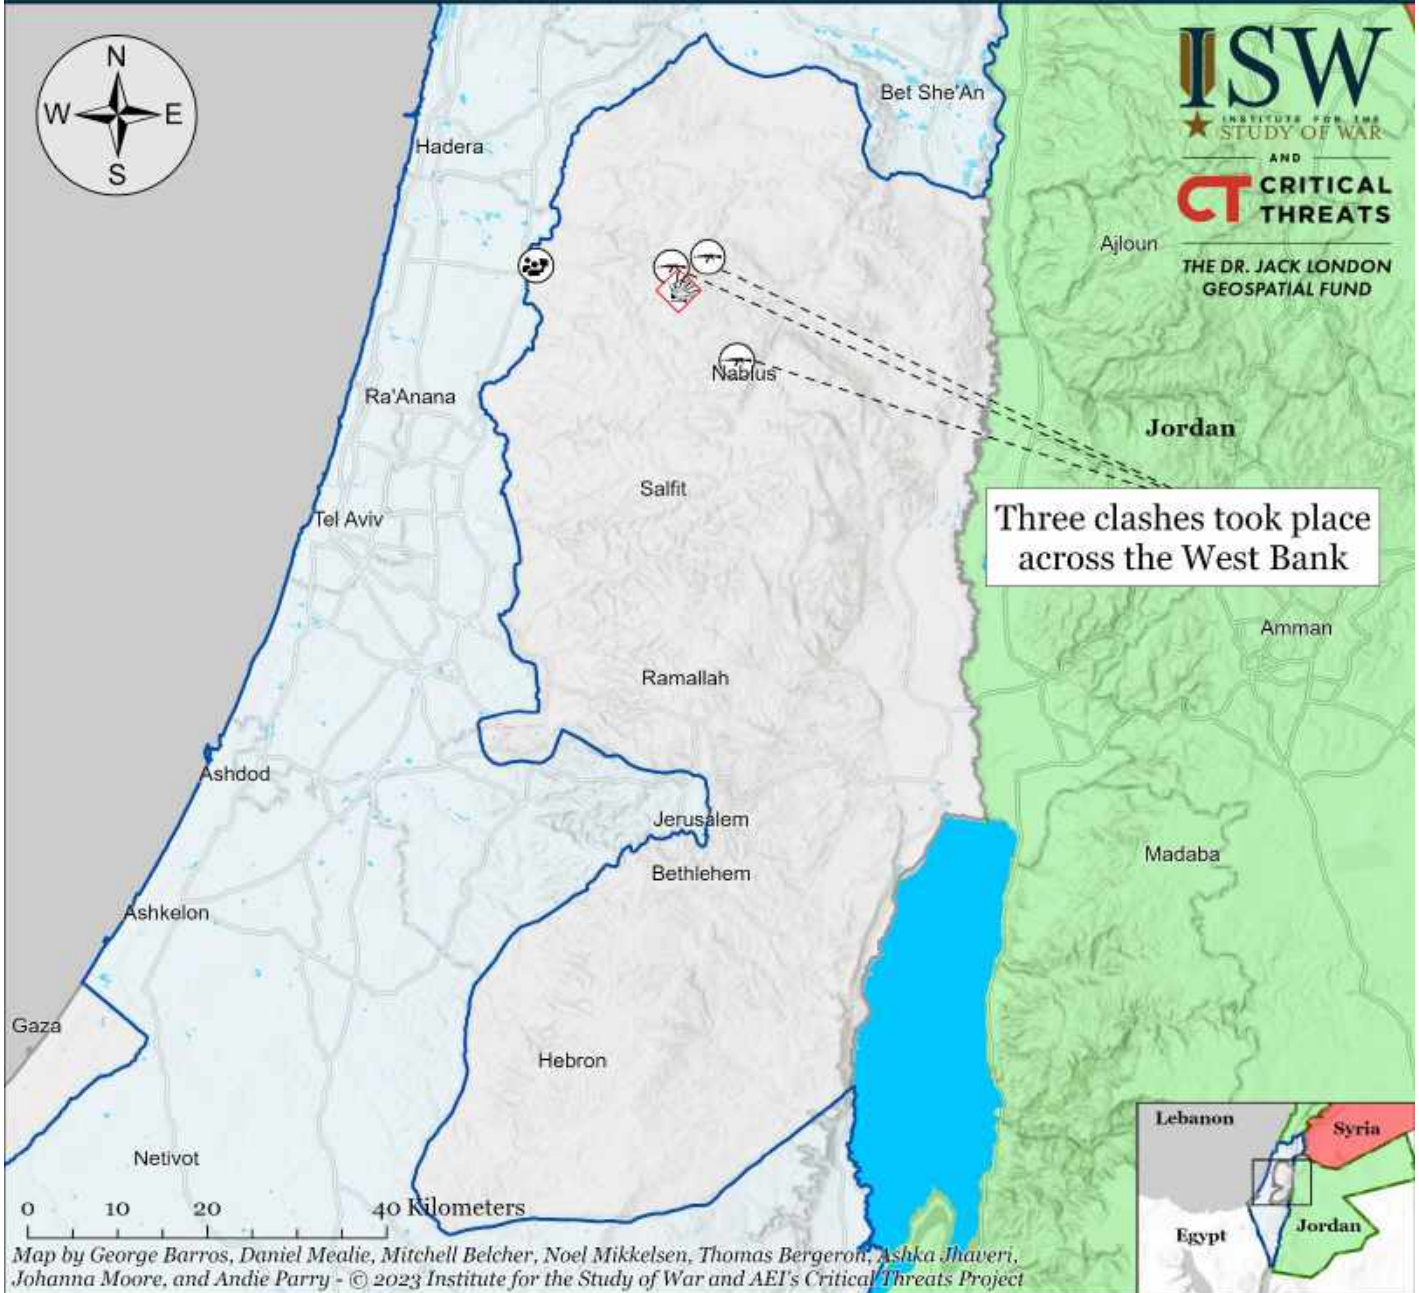 N
W
E
S
Hadera
Bet She'An
ISW
INSTITUTE FOR THE
STUDY OF WAR
AND
CT CRITICAL
THREATS
THE DR. JACK LONDON
GEOSPATIAL FUND
Ajloun
Nablus
Ra'Anana
Jordan
Salfit
Tel Aviv
Three clashes took place
across the West Bank
Amman
Ramallah
Ashdod
Jerusalem
Madaba
Bethlehem
Ashkelon
Gaza
Hebron
Netivot
Lebanon
Syria
Egypt
Jordan
0 10 20 40 Kilometers
Map by George Barros, Daniel Mealie, Mitchell Belcher, Noel Mikkelsen, Thomas Bergeron, Ashka Jhaveri,
Johanna Moore, and Andie Parry - © 2023 Institute for the Study of War and AEI's Critical Threats Project